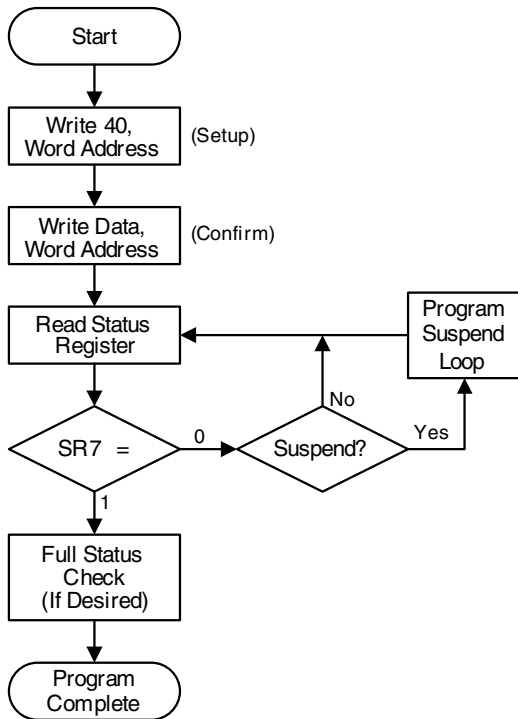 Start
Write 40,
Word Address
(Setup)
Write Data,
Word Address
(Confirm)
Read Status
Register
Program
Suspend
Loop
No
SR7 =
0
Suspend?
Yes
1
Full Status
Check
(If Desired)
Program
Complete